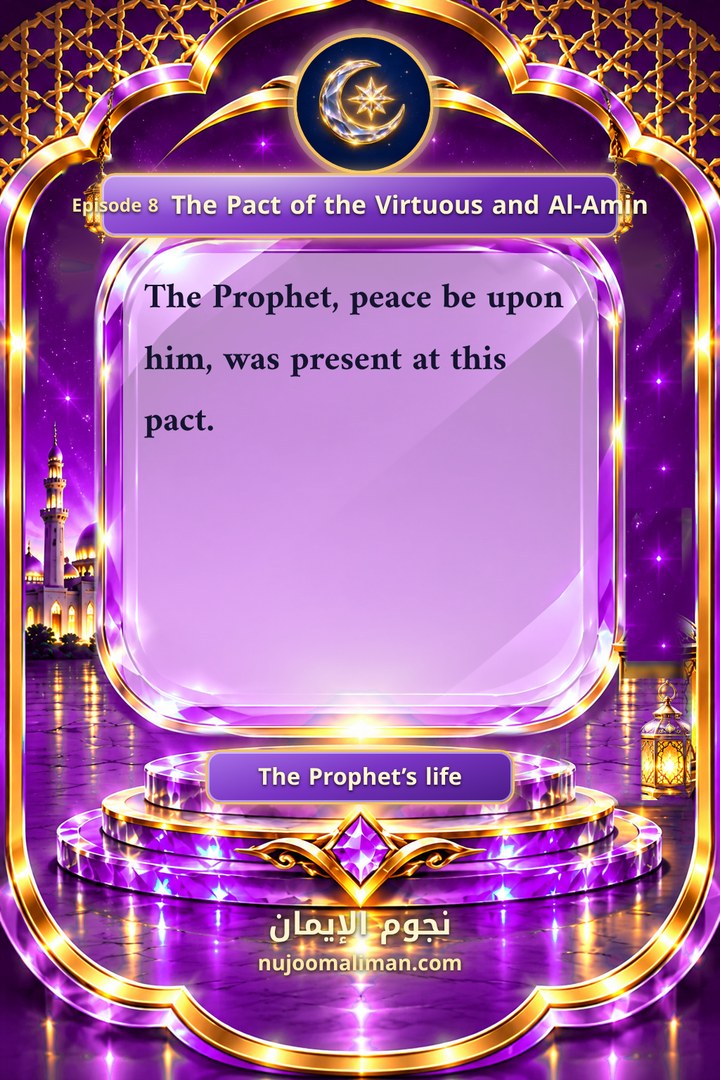 Episode 8 The Pact of the Virtuous and Al-Amin
The Prophet, peace be upon
him, was present at this
pact.
The Prophet’s life
نجوم الإيمان
nujoomaliman.com